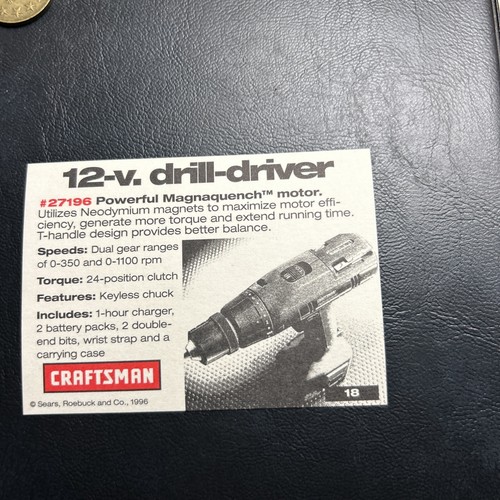 12-v. drill-driver
#27196 Powerful Magnaquench™ motor.
Utilizes Neodymium magnets to maximize motor effi-
ciency, generate more torque and extend running time.
T-handle design provides better balance.
Speeds: Dual gear ranges
of 0-350 and 0-1100 rpm
Torque: 24-position clutch
Features: Keyless chuck
Includes: 1-hour charger,
2 battery packs, 2 double-
end bits, wrist strap and a
carrying case
CRAFTSMAN
© Sears, Roebuck and Co., 1996
18